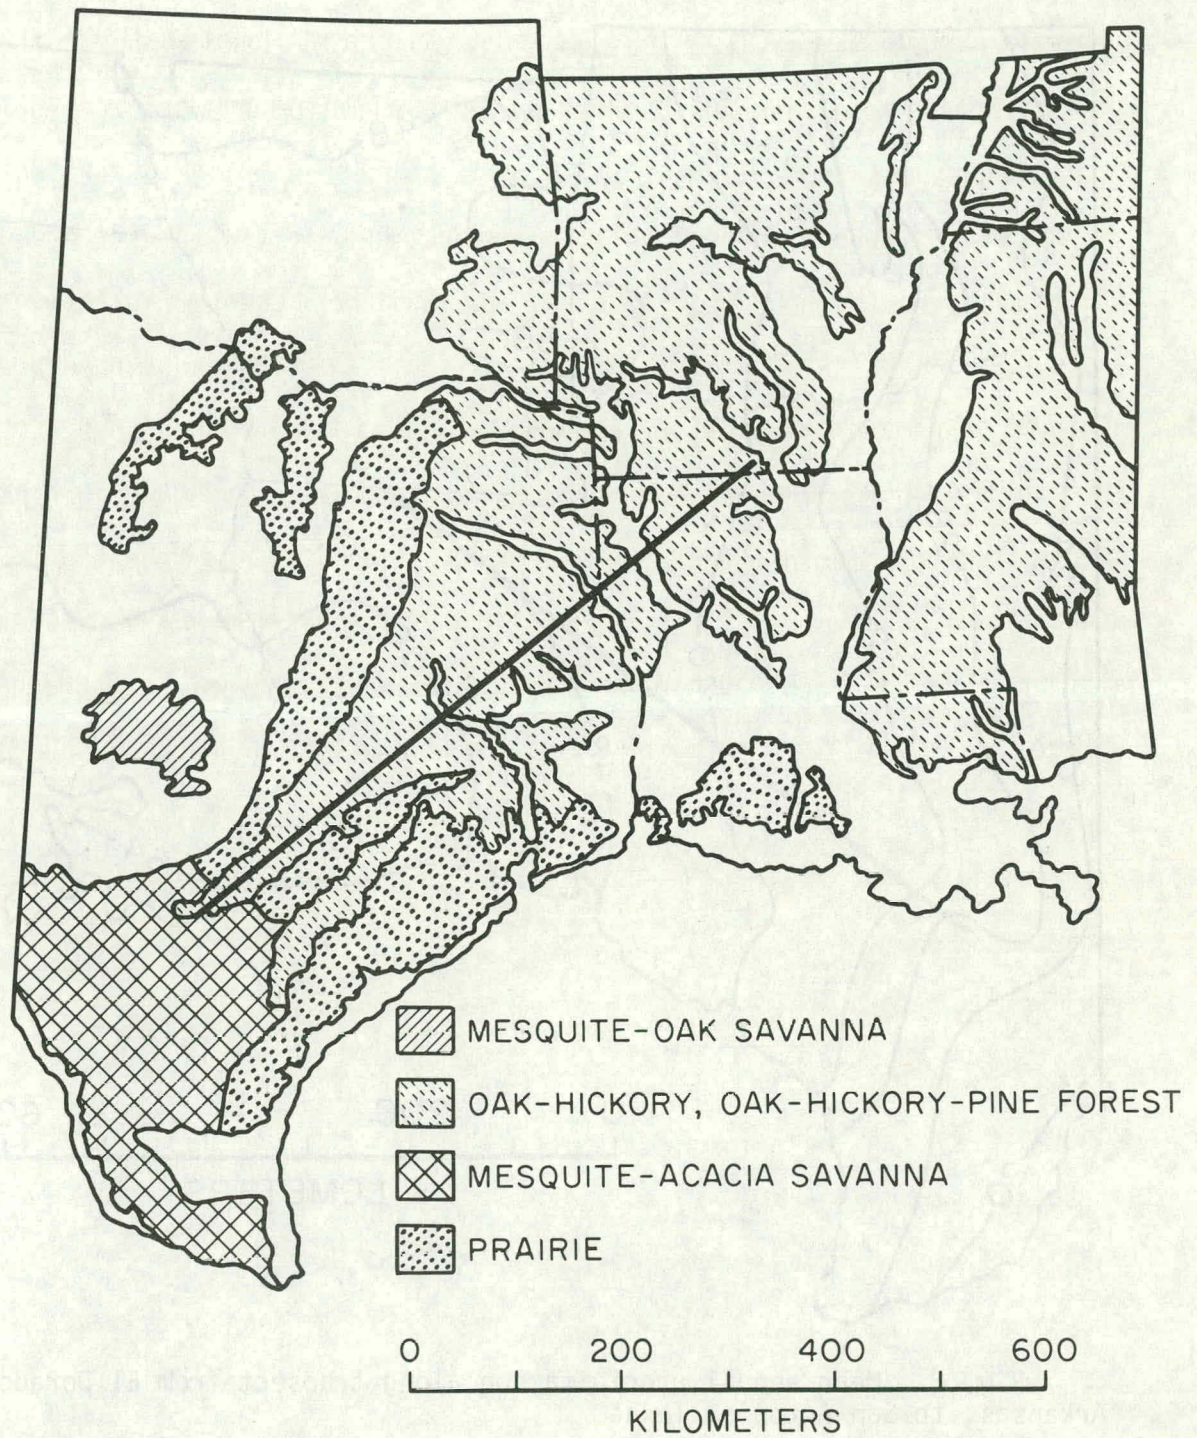 MESQUITE-OAK SAVANNA
OAK-HICKORY, OAK-HICKORY-PINE FOREST
MESQUITE-ACACIA SAVANNA
PRAIRIE
0 200 400 600
KILOMETERS